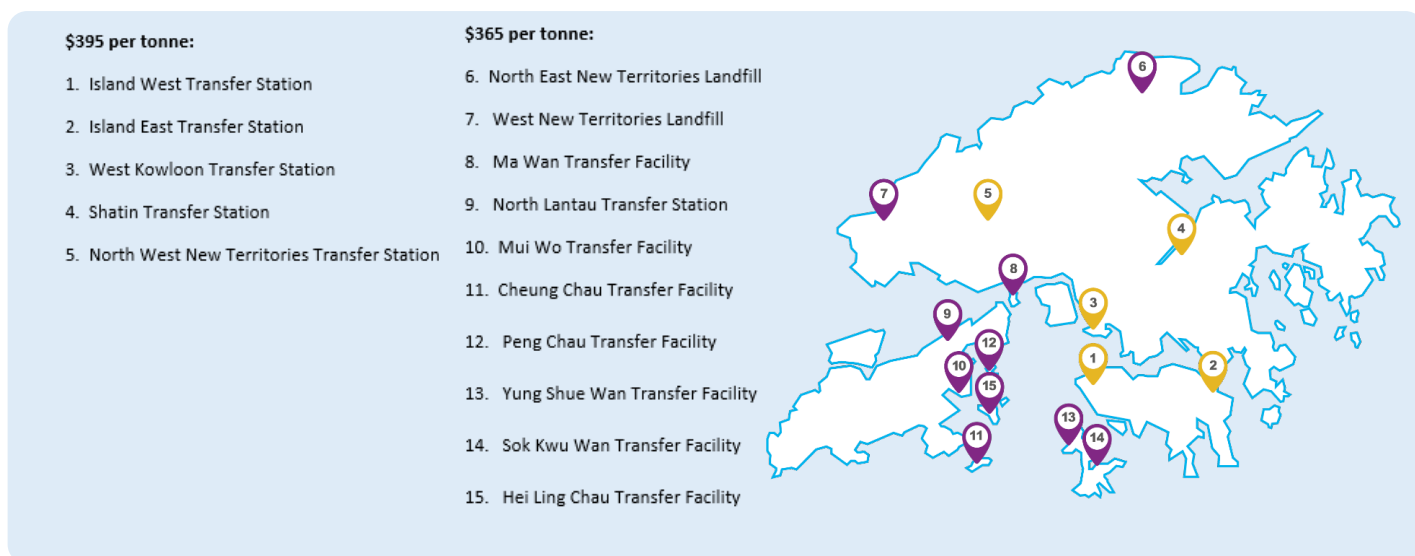 $395 per tonne:
1. Island West Transfer Station
2. Island East Transfer Station
3. West Kowloon Transfer Station
4. Shatin Transfer Station
5. North West New Territories Transfer Station
$365 per tonne:
6. North East New Territories Landfill
7. West New Territories Landfill
8. Ma Wan Transfer Facility
9. North Lantau Transfer Station
10. Mui Wo Transfer Facility
11. Cheung Chau Transfer Facility
12. Peng Chau Transfer Facility
13. Yung Shue Wan Transfer Facility
14. Sok Kwu Wan Transfer Facility
15. Hei Ling Chau Transfer Facility
6
7
5
4
8
3
9
12
1
10
2
15
13
11
14